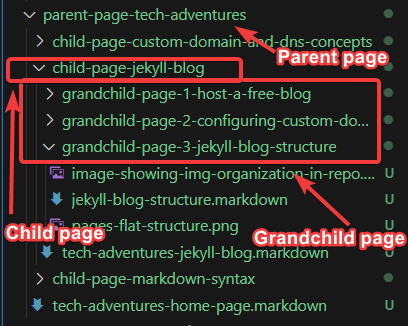 parent-page-tech-adventures
child-page-custom-domain-and-dns-concepts
Parent page
child-page-jekyll-blog
grandchild-page-1-host-a-free-blog
grandchild-page-2-configuring-custom-do...
grandchild-page-3-jekyll-blog-structure
image-showing-img-organization-in-repo....
jekyll-blog-structure.markdown
Child page
pages-flat-structure.png
Grandchild page
tech-adventures-jekyll-blog.markdown
child-page-markdown-syntax
tech-adventures-home-page.markdown